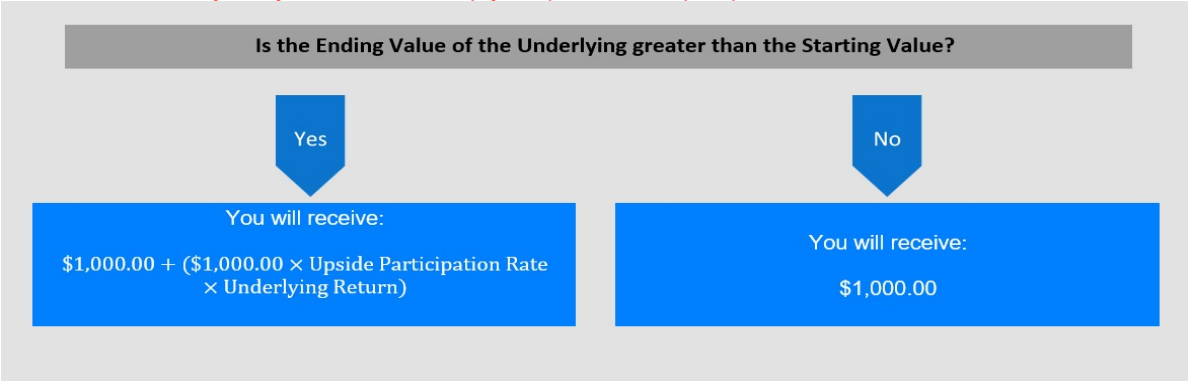 Is the Ending Value of the Underlying greater than the Starting Value?
Yes
No
You will receive:
$1,000.00 + ($1,000.00 × Upside Participation Rate
× Underlying Return)
You will receive:
$1,000.00